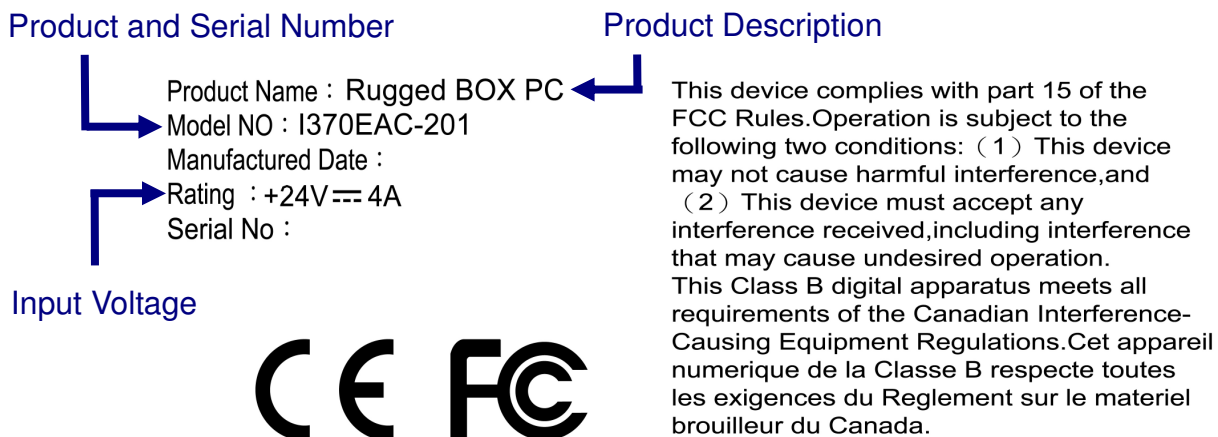 Product and Serial Number
Product Description
Product Name : Rugged BOX PC
Model NO : I370EAC-201
Manufactured Date :
Rating : +24V⎓4A
Serial No :
Input Voltage
CE FC
This device complies with part 15 of the
FCC Rules.Operation is subject to the
following two conditions:（1）This device
may not cause harmful interference,and
（2）This device must accept any
interference received,including interference
that may cause undesired operation.
This Class B digital apparatus meets all
requirements of the Canadian Interference-
Causing Equipment Regulations.Cet appareil
numerique de la Classe B respecte toutes
les exigences du Reglement sur le materiel
brouilleur du Canada.